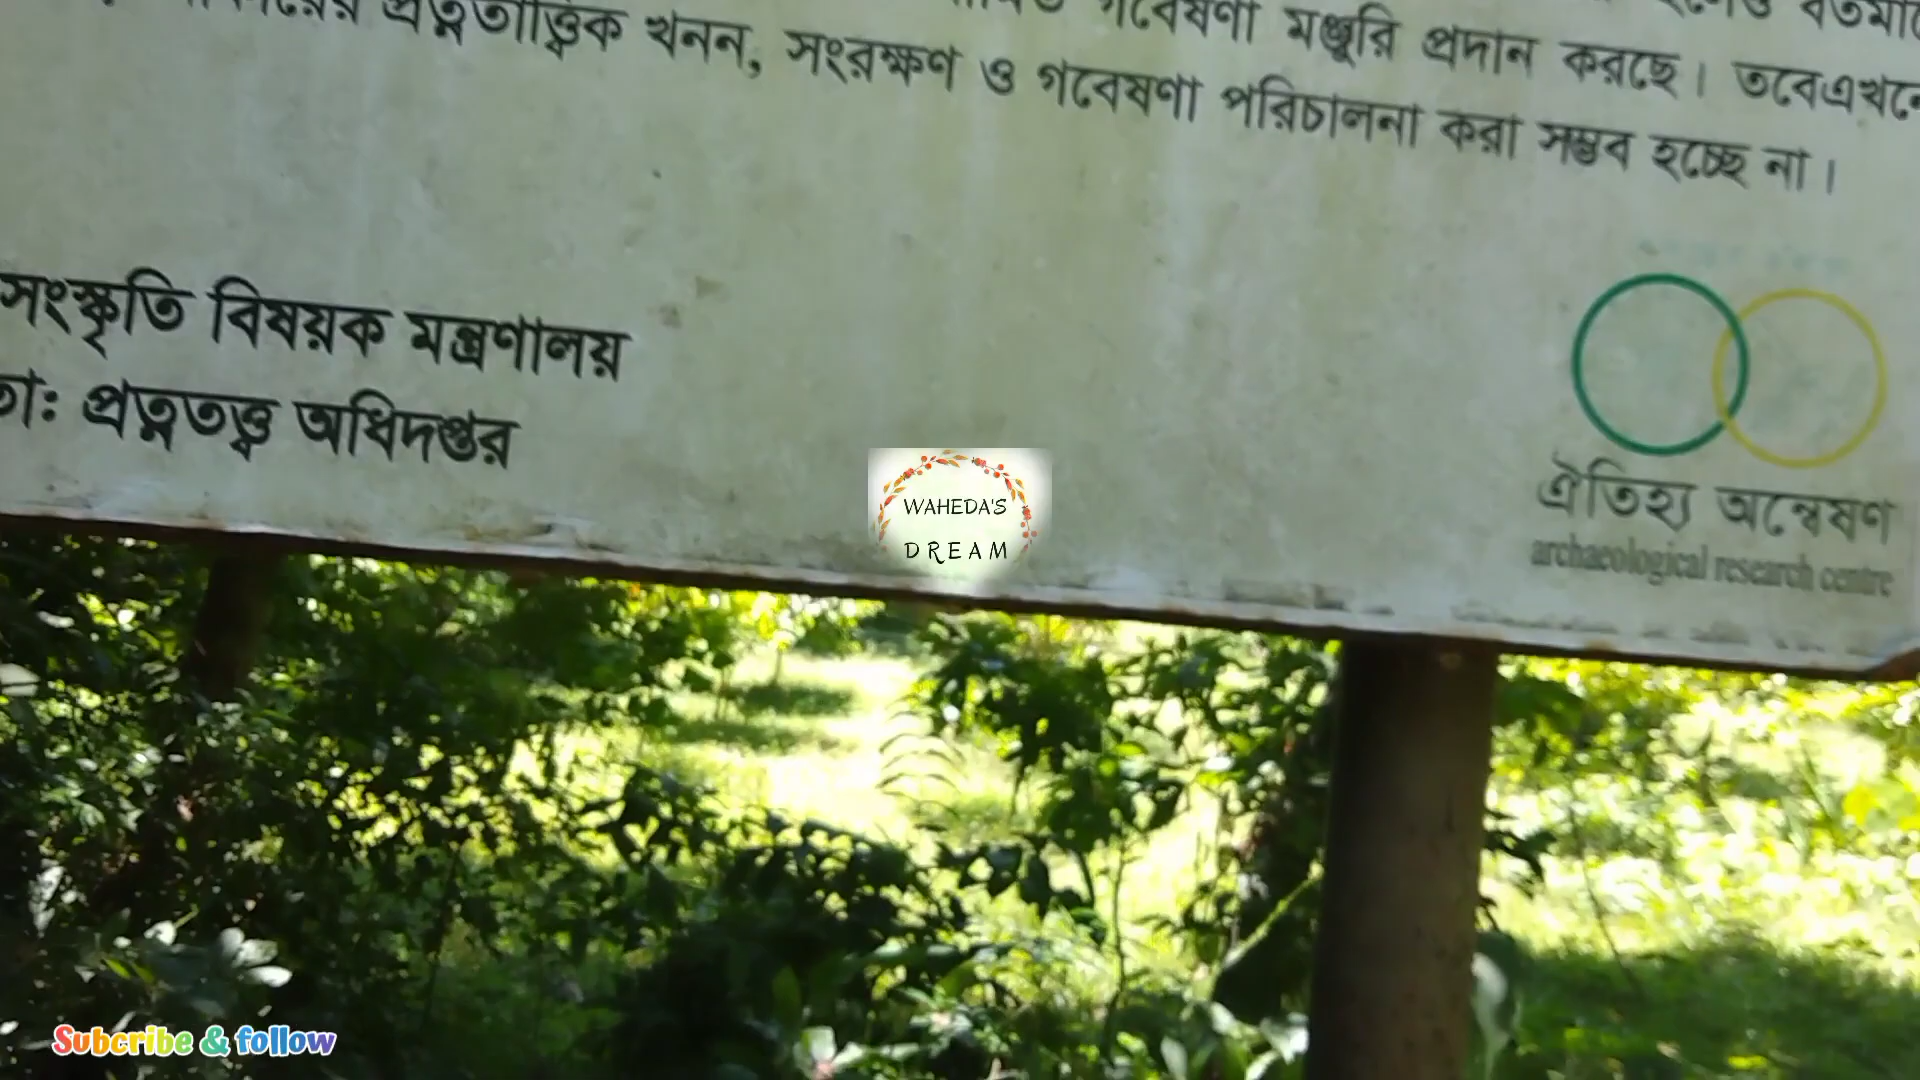 গবেষণা মঞ্জুরি প্রদান করছে। তবেএখনে
প্রত্নতাত্ত্বিক খনন, সংরক্ষণ ও গবেষণা পরিচালনা করা সম্ভব হচ্ছে না।
সংস্কৃতি বিষয়ক মন্ত্রণালয়
তা: প্রত্নতত্ত্ব অধিদপ্তর
WAHEDA'S
DREAM
ঐতিহ্য অন্বেষণ
archaeological research centre
Subcribe & follow